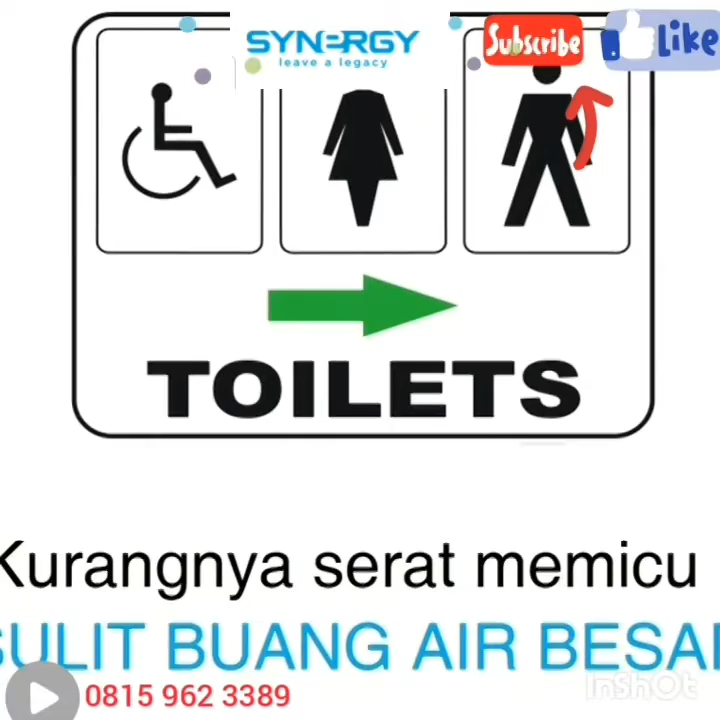 SYNERGY
leave a legacy
Subscribe
Like
TOILETS
Kurangnya serat memicu
SULIT BUANG AIR BESAR
0815 962 3389
InShOt